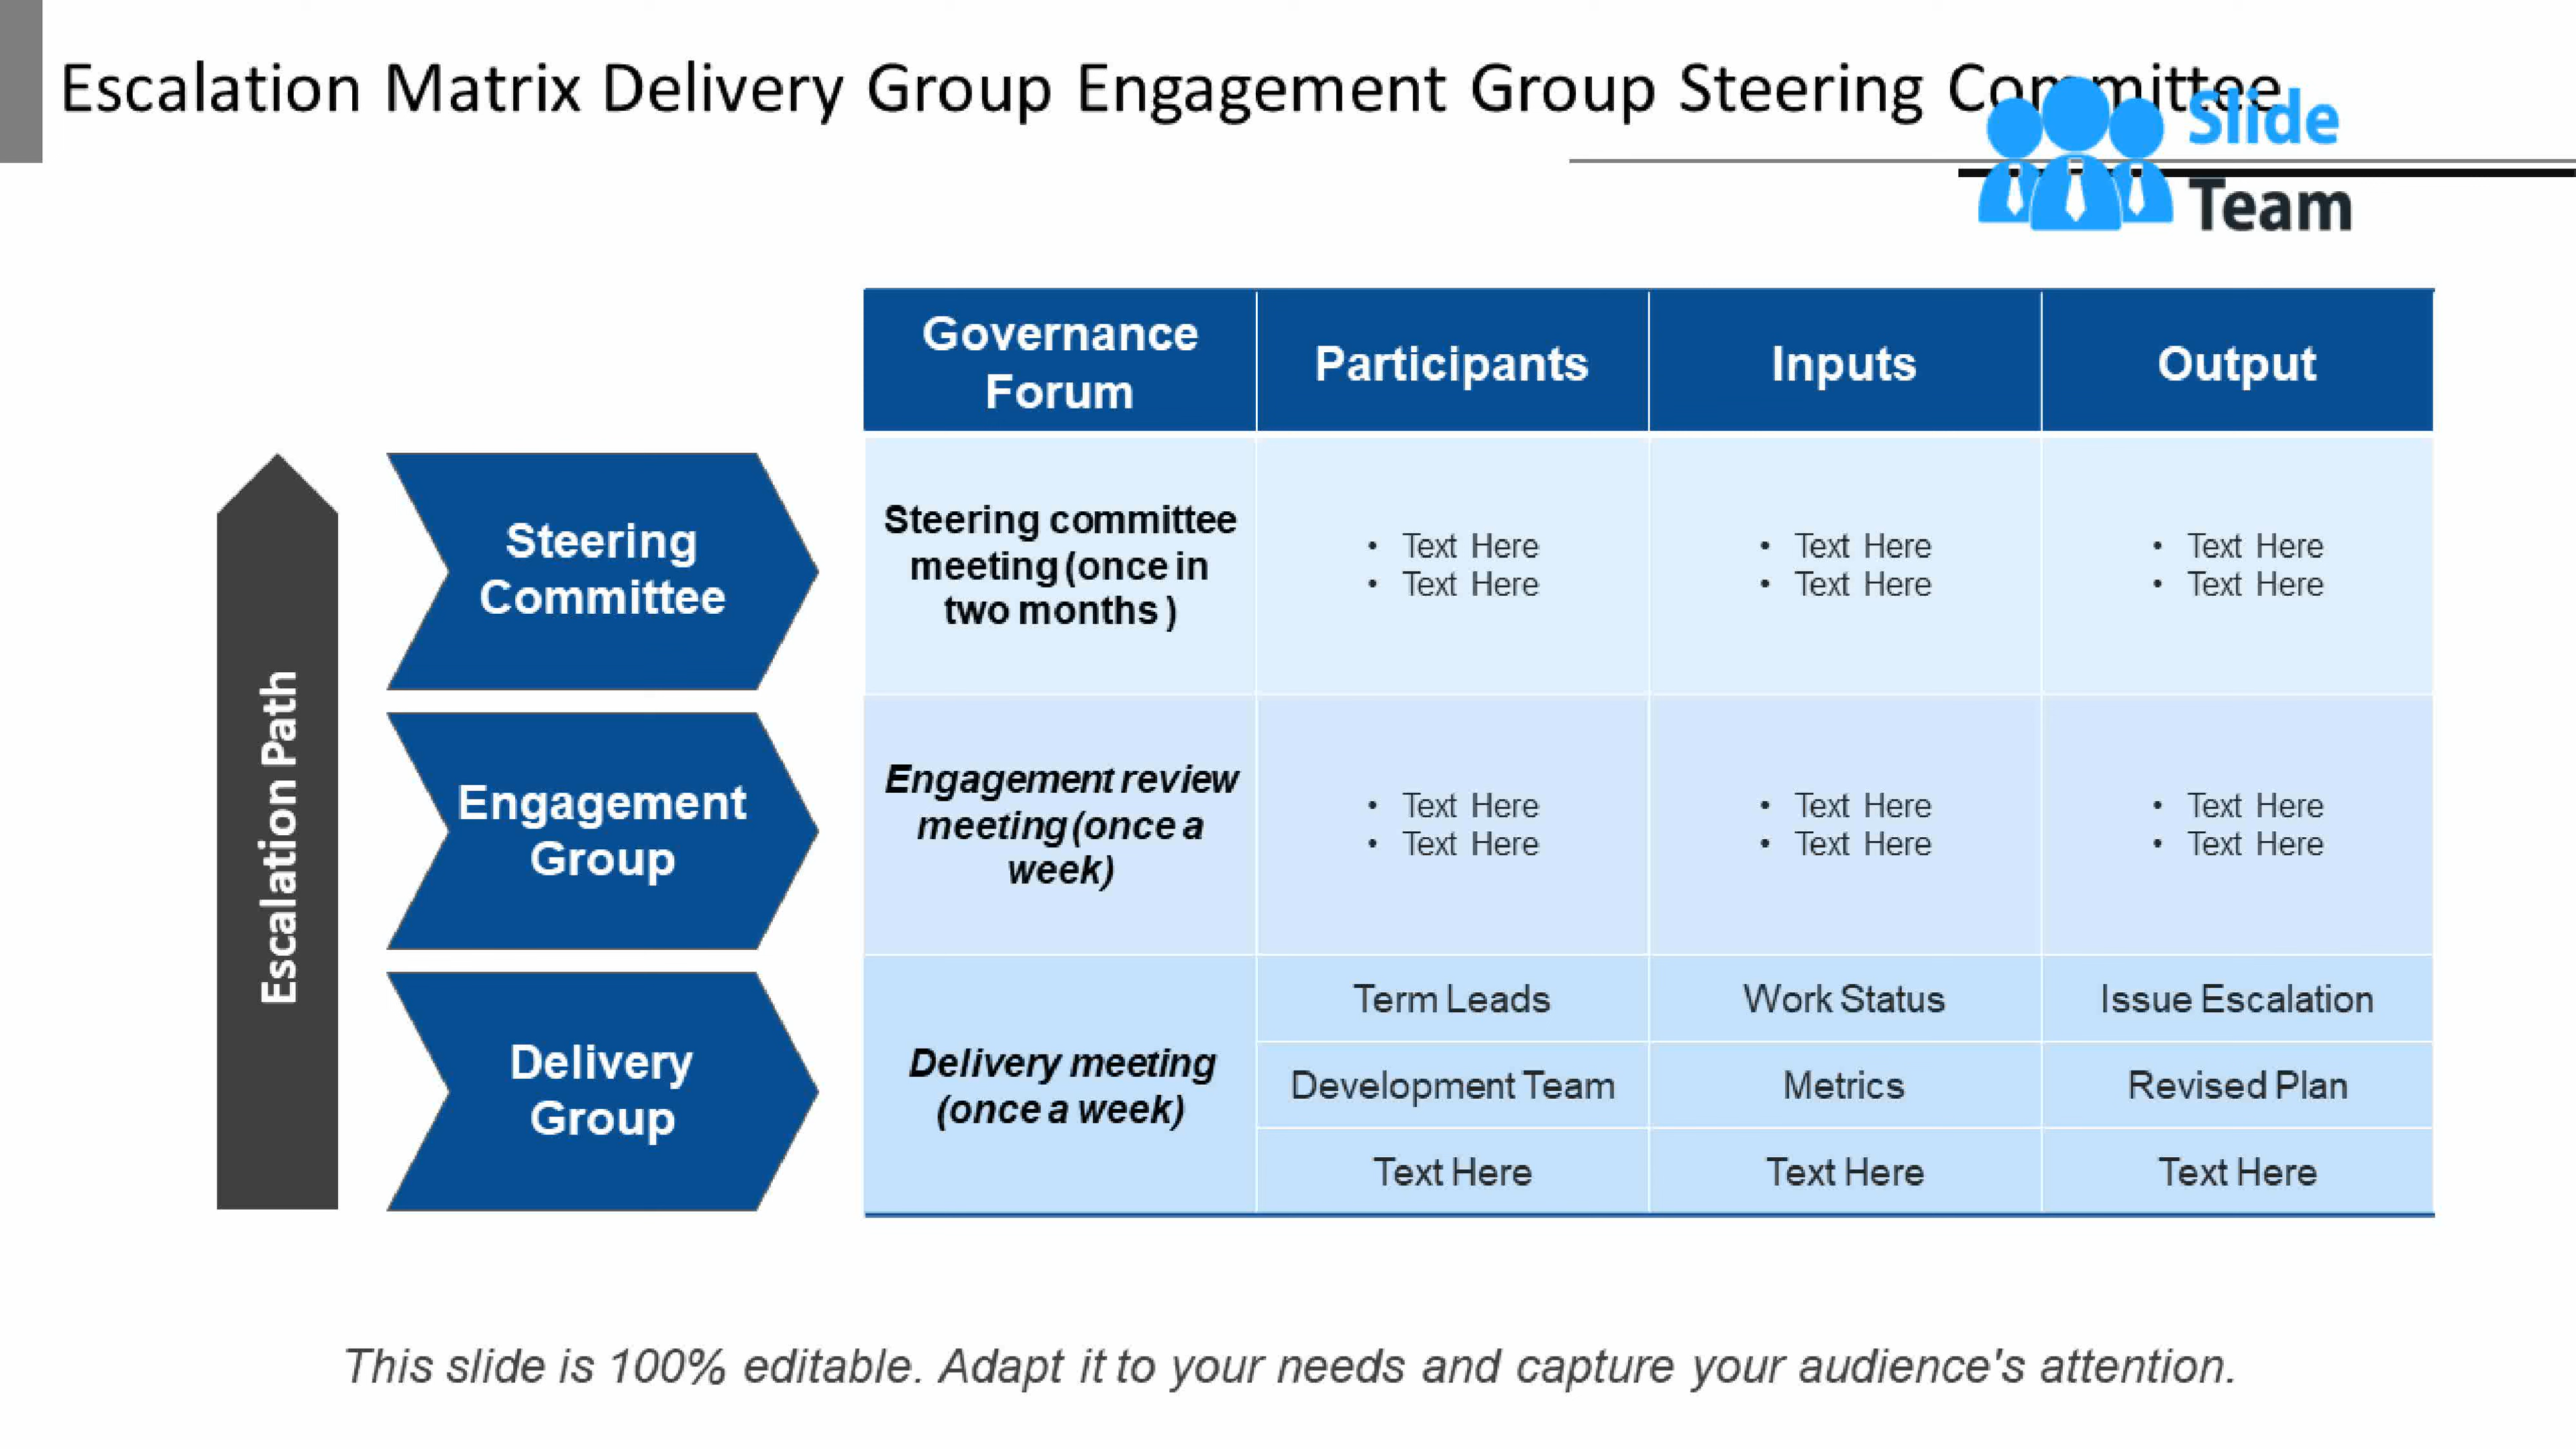 Escalation Matrix Delivery Group Engagement Group Steering Committee
Slide
Team
Governance
Forum
Participants
Inputs
Output
Escalation Path
Steering
Committee
Steering committee
meeting (once in
two months )
• Text Here
• Text Here
• Text Here
• Text Here
• Text Here
• Text Here
Engagement
Group
Engagement review
meeting (once a
week)
• Text Here
• Text Here
• Text Here
• Text Here
• Text Here
• Text Here
Delivery
Group
Delivery meeting
(once a week)
Term Leads
Work Status
Issue Escalation
Development Team
Metrics
Revised Plan
Text Here
Text Here
Text Here
This slide is 100% editable. Adapt it to your needs and capture your audience's attention.